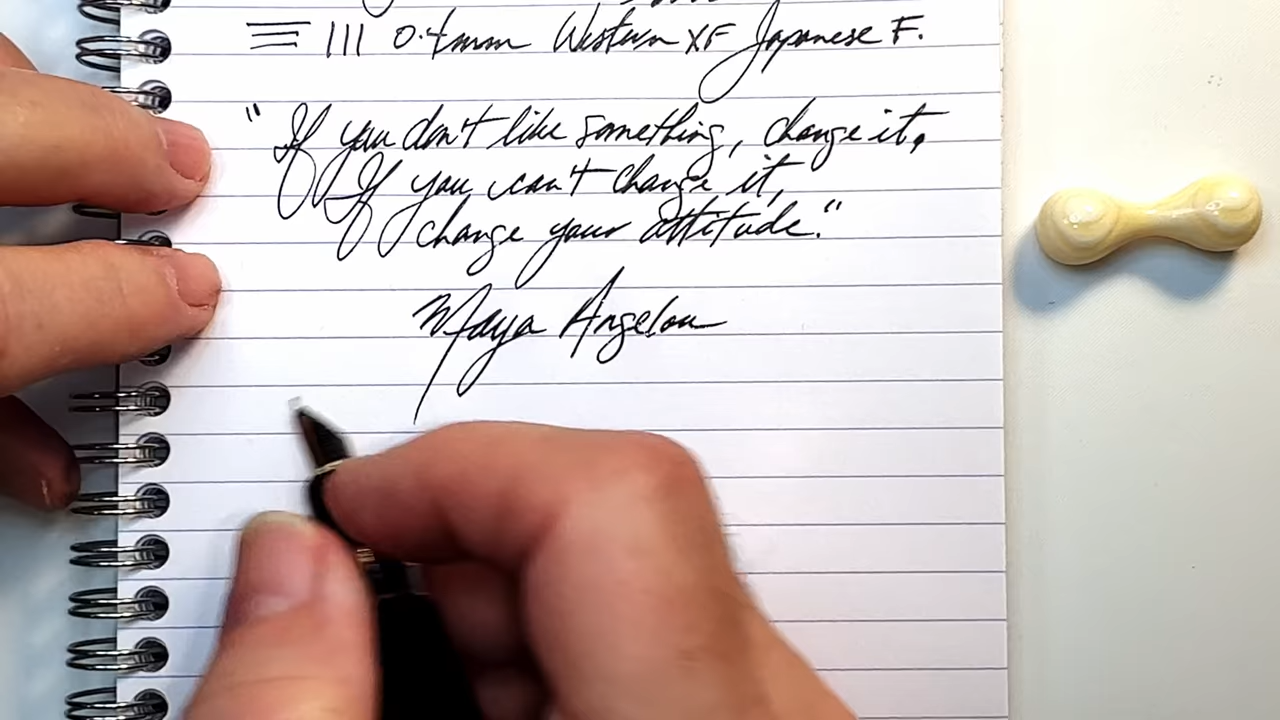 0.4mm Western XF Japanese F.
"If you don't like something, change it.
If you can't change it,
change your attitude."
Maya Angelou